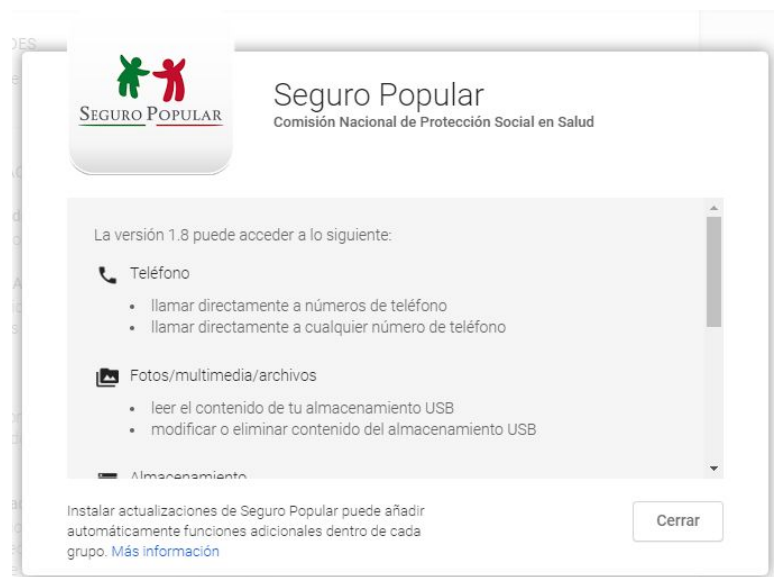 SEGURO POPULAR
Seguro Popular
Comisión Nacional de Protección Social en Salud
La versión 1.8 puede acceder a lo siguiente:
Teléfono
• llamar directamente a números de teléfono
• llamar directamente a cualquier número de teléfono
Fotos/multimedia/archivos
• leer el contenido de tu almacenamiento USB
• modificar o eliminar contenido del almacenamiento USB
Almacenamiento
Instalar actualizaciones de Seguro Popular puede añadir
automáticamente funciones adicionales dentro de cada
grupo. Más información
Cerrar